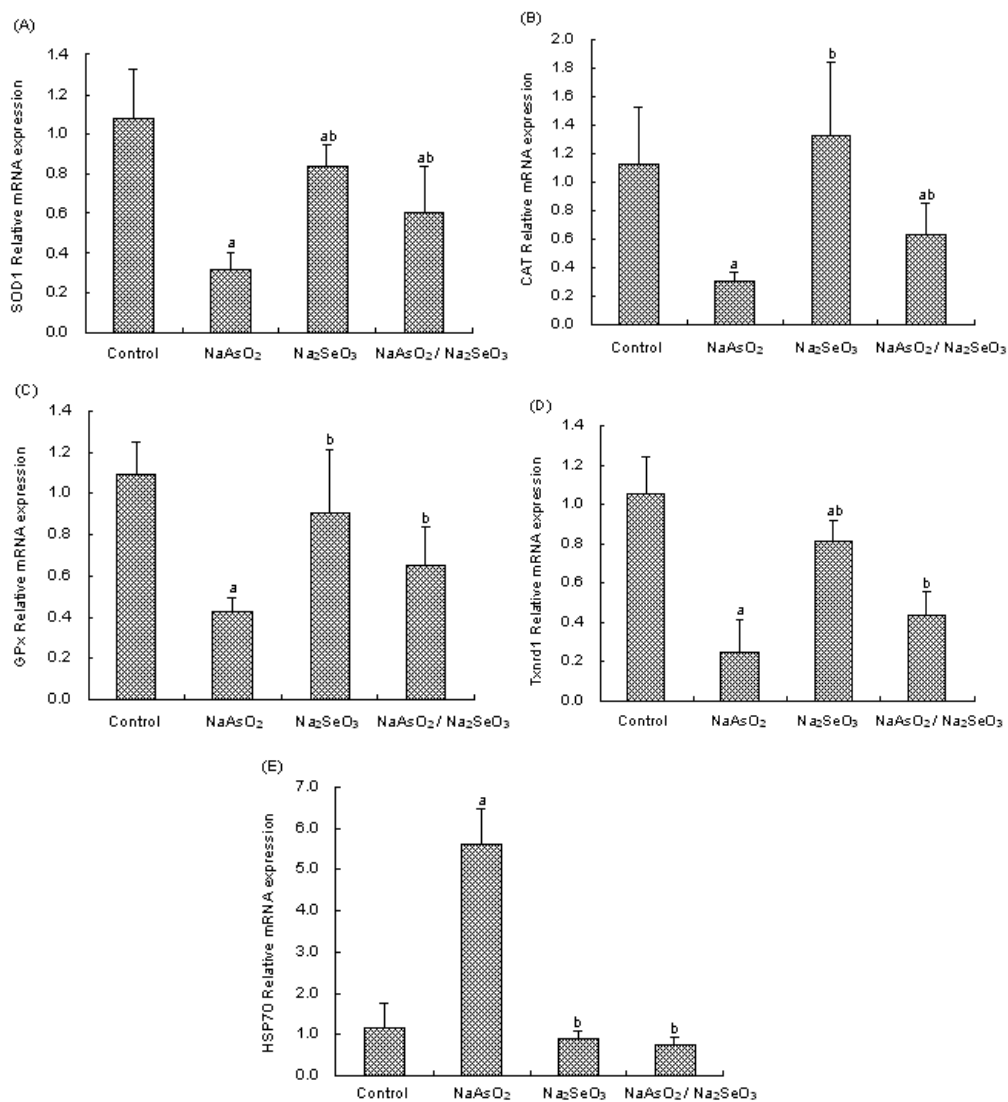 (A)
SOD1 Relative mRNA expression
1.4
1.2
1.0
0.8
0.6
0.4
0.2
0.0
a
ab
ab
Control NaAsO₂ Na₂SeO₃ NaAsO₂ / Na₂SeO₃
(B)
CAT Relative mRNA expression
2.0
1.8
1.6
1.4
1.2
1.0
0.8
0.6
0.4
0.2
0.0
a
b
ab
Control NaAsO₂ Na₂SeO₃ NaAsO₂ / Na₂SeO₃
(C)
GPx Relative mRNA expression
1.4
1.2
1.0
0.8
0.6
0.4
0.2
0.0
a
b
b
Control NaAsO₂ Na₂SeO₃ NaAsO₂ / Na₂SeO₃
(D)
Txnrd1 Relative mRNA expression
1.4
1.2
1.0
0.8
0.6
0.4
0.2
0.0
a
ab
b
Control NaAsO₂ Na₂SeO₃ NaAsO₂ / Na₂SeO₃
(E)
HSP70 Relative mRNA expression
7.0
6.0
5.0
4.0
3.0
2.0
1.0
0.0
a
b
b
Control NaAsO₂ Na₂SeO₃ NaAsO₂ / Na₂SeO₃